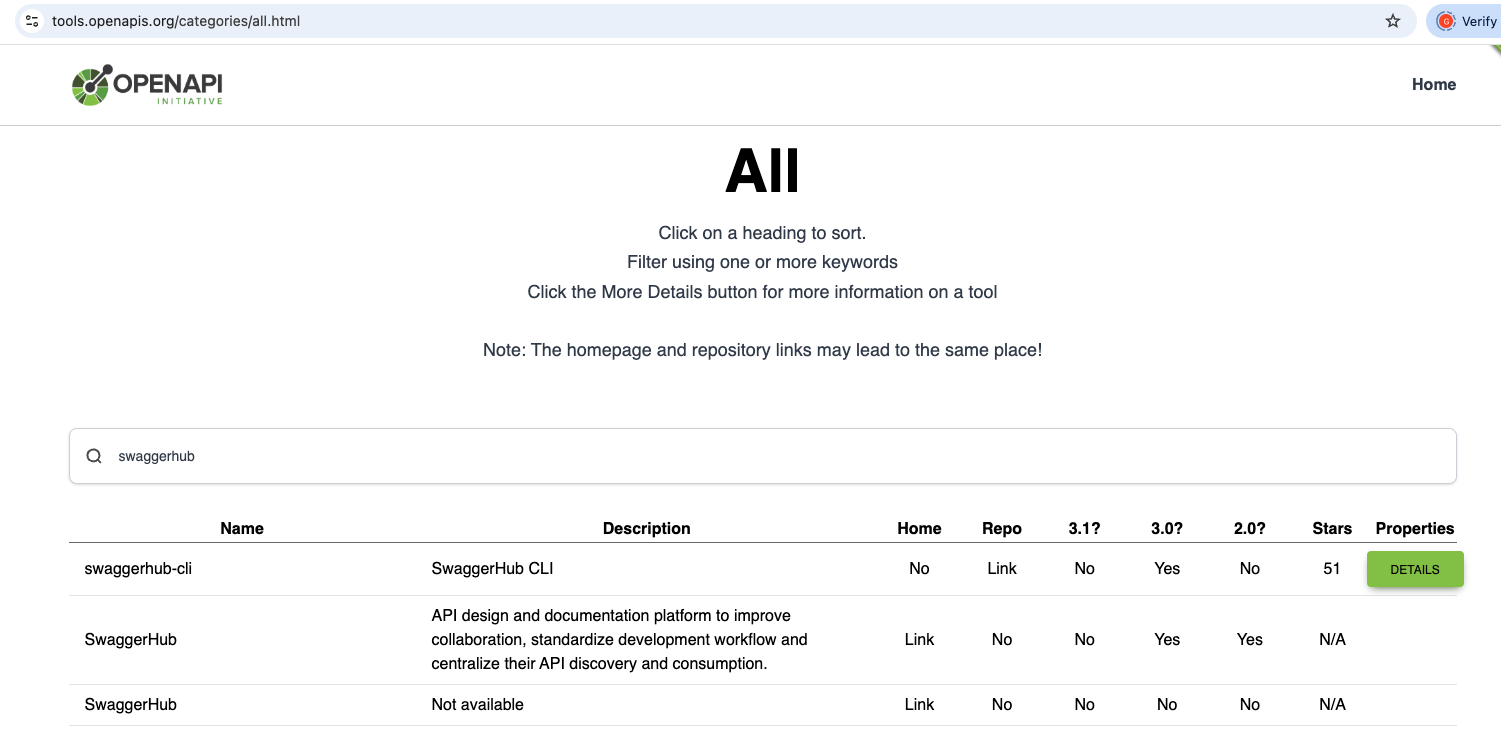 tools.openapis.org/categories/all.html
G
Verify
OPENAPI
INITIATIVE
Home
All
Click on a heading to sort.
Filter using one or more keywords
Click the More Details button for more information on a tool
Note: The homepage and repository links may lead to the same place!
swaggerhub
Name Description Home Repo 3.1? 3.0? 2.0? Stars Properties
swaggerhub-cli SwaggerHub CLI No Link No Yes No 51 DETAILS
API design and documentation platform to improve
SwaggerHub collaboration, standardize development workflow and Link No No Yes Yes N/A
centralize their API discovery and consumption.
SwaggerHub Not available Link No No No No N/A